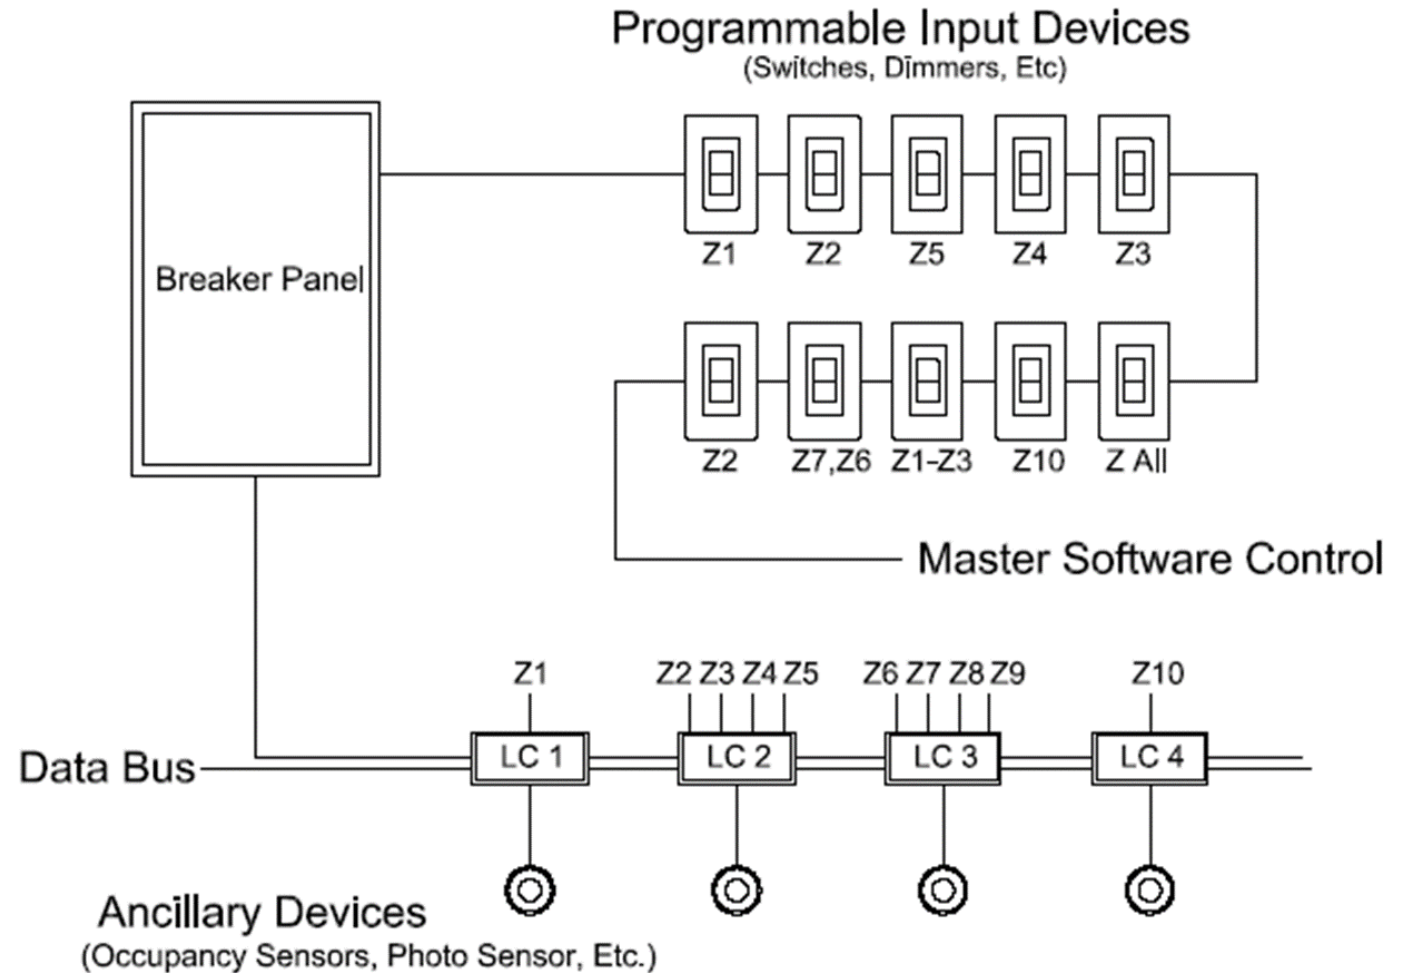 Programmable Input Devices
(Switches, Dimmers, Etc)
Breaker Panel
Z1 Z2 Z5 Z4 Z3
Z2 Z7,Z6 Z1-Z3 Z10 Z All
Master Software Control
Z1 Z2 Z3 Z4 Z5 Z6 Z7 Z8 Z9 Z10
Data Bus LC 1 LC 2 LC 3 LC 4
Ancillary Devices
(Occupancy Sensors, Photo Sensor, Etc.)